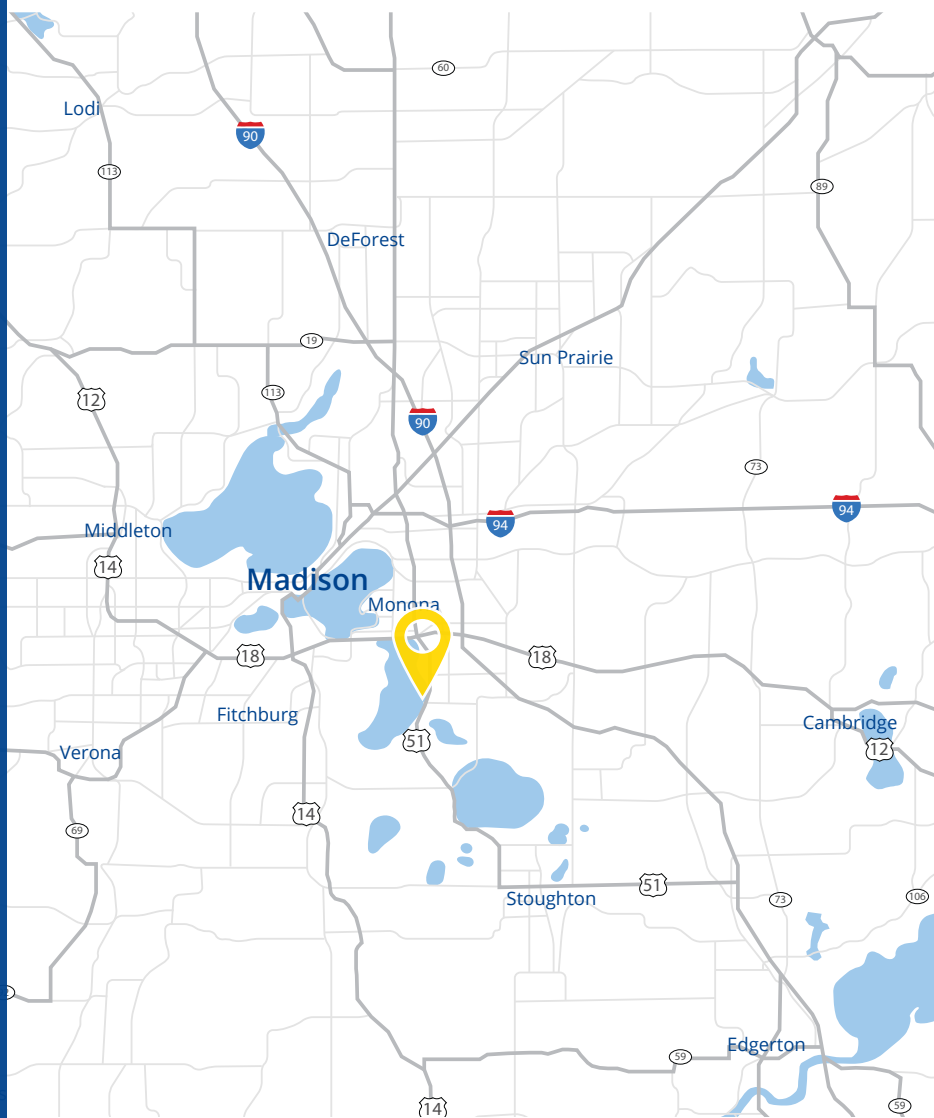 60
Lodi
90
113
89
DeForest
19
Sun Prairie
113
12
90
73
94
94
Middleton
14
Madison
Monona
18
18
Fitchburg
Cambridge
51
12
Verona
14
69
51
Stoughton
73
106
Edgerton
59
59
14